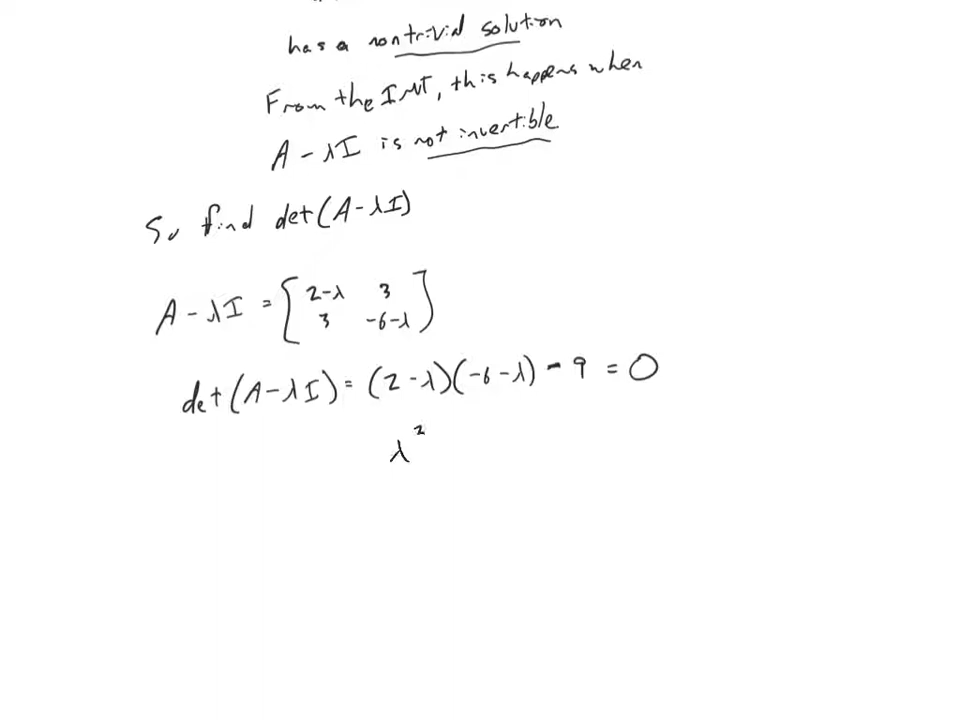 has a nontrivial solution
From the IMT, this happens when
A - λI is not invertible
So find det(A-λI)
A - λI = [2-λ 3
3 -6-λ]
det(A-λI) = (2-λ)(-6-λ) - 9 = 0
λ²